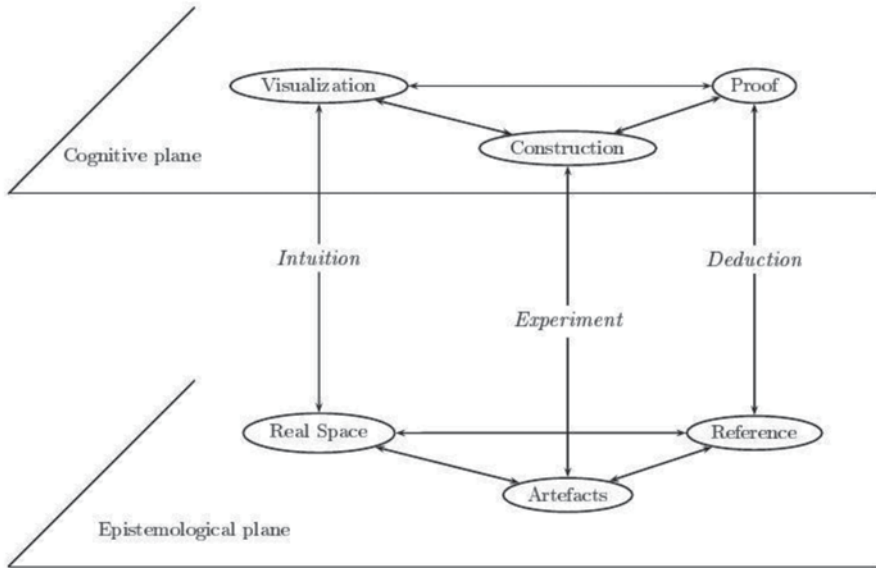 Visualization
Proof
Construction
Cognitive plane
Intuition
Deduction
Experiment
Real Space
Reference
Artefacts
Epistemological plane